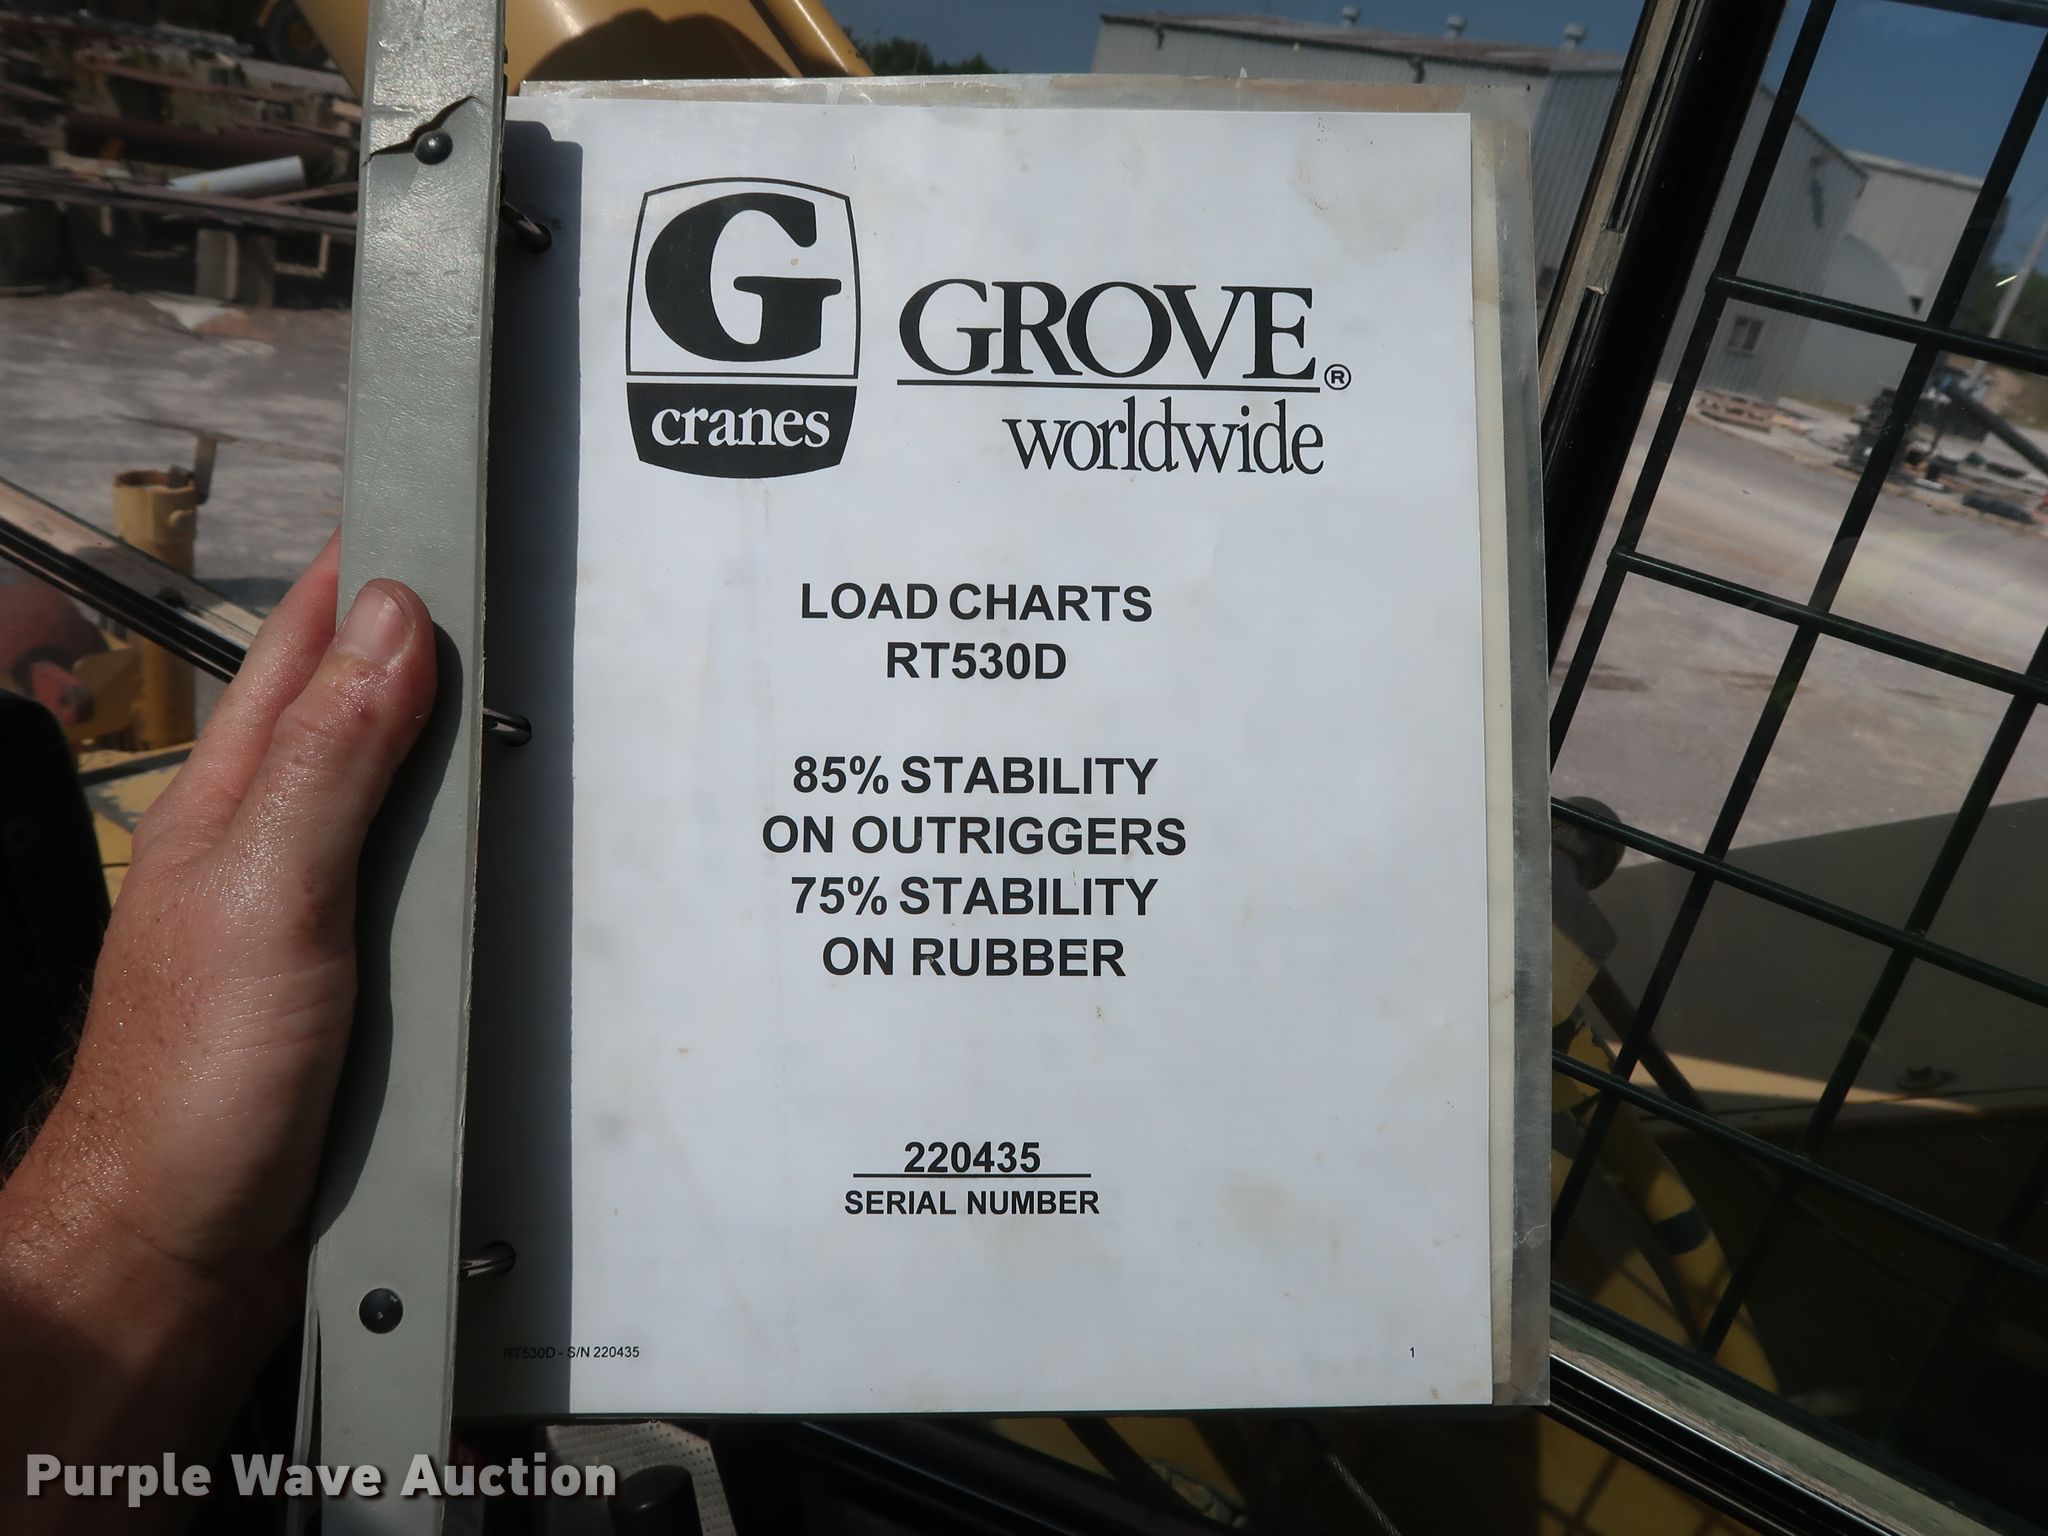 G
cranes
GROVE®
worldwide
LOAD CHARTS
RT530D
85% STABILITY
ON OUTRIGGERS
75% STABILITY
ON RUBBER
220435
SERIAL NUMBER
RT530D - S/N 220435
1
Purple Wave Auction